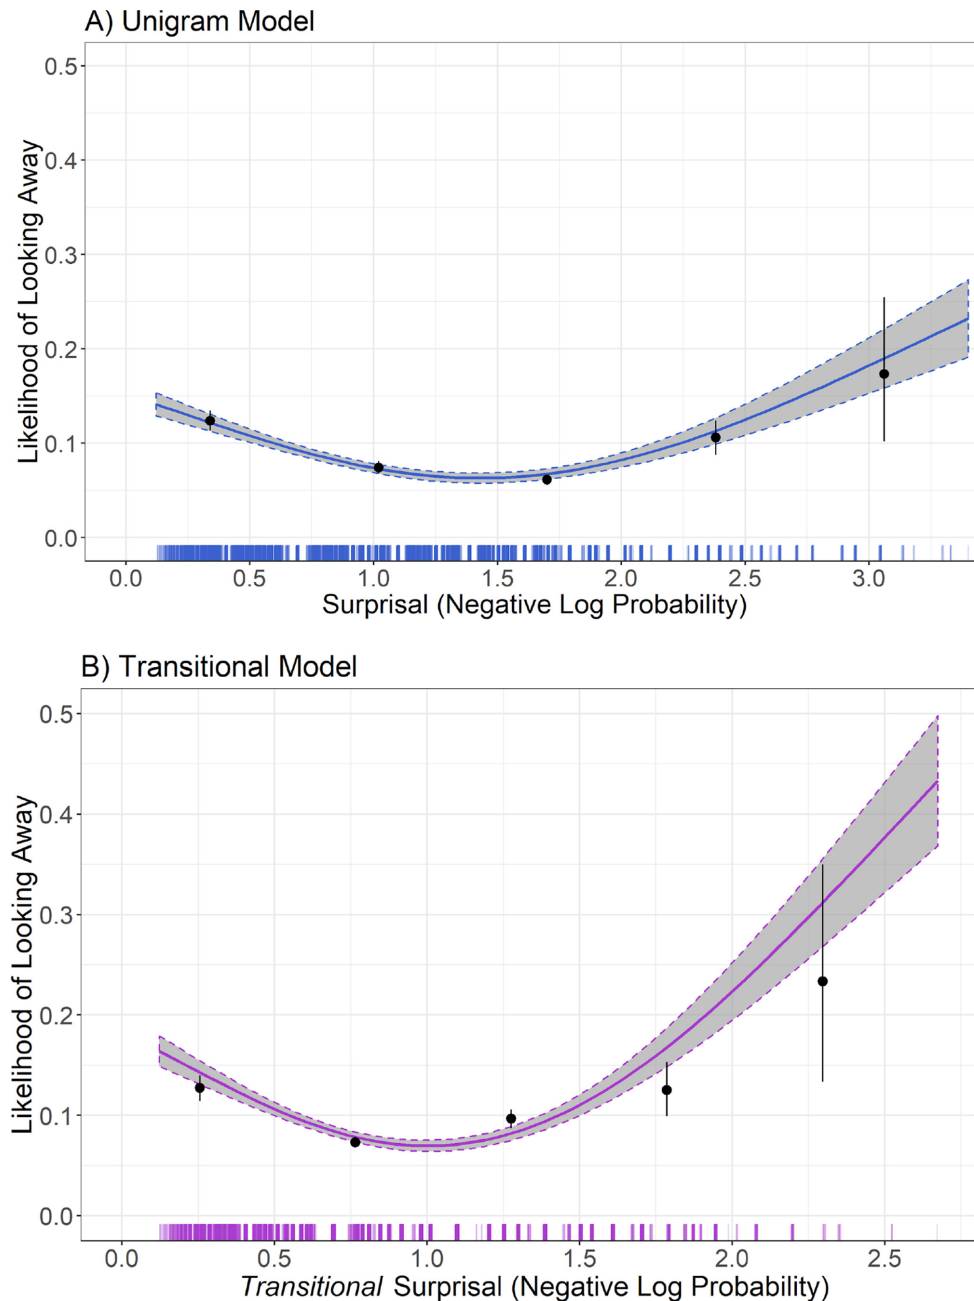 A) Unigram Model
Likelihood of Looking Away
0.5
0.4
0.3
0.2
0.1
0.0
0.0 0.5 1.0 1.5 2.0 2.5 3.0
Surprisal (Negative Log Probability)
B) Transitional Model
Likelihood of Looking Away
0.5
0.4
0.3
0.2
0.1
0.0
0.0 0.5 1.0 1.5 2.0 2.5
Transitional Surprisal (Negative Log Probability)